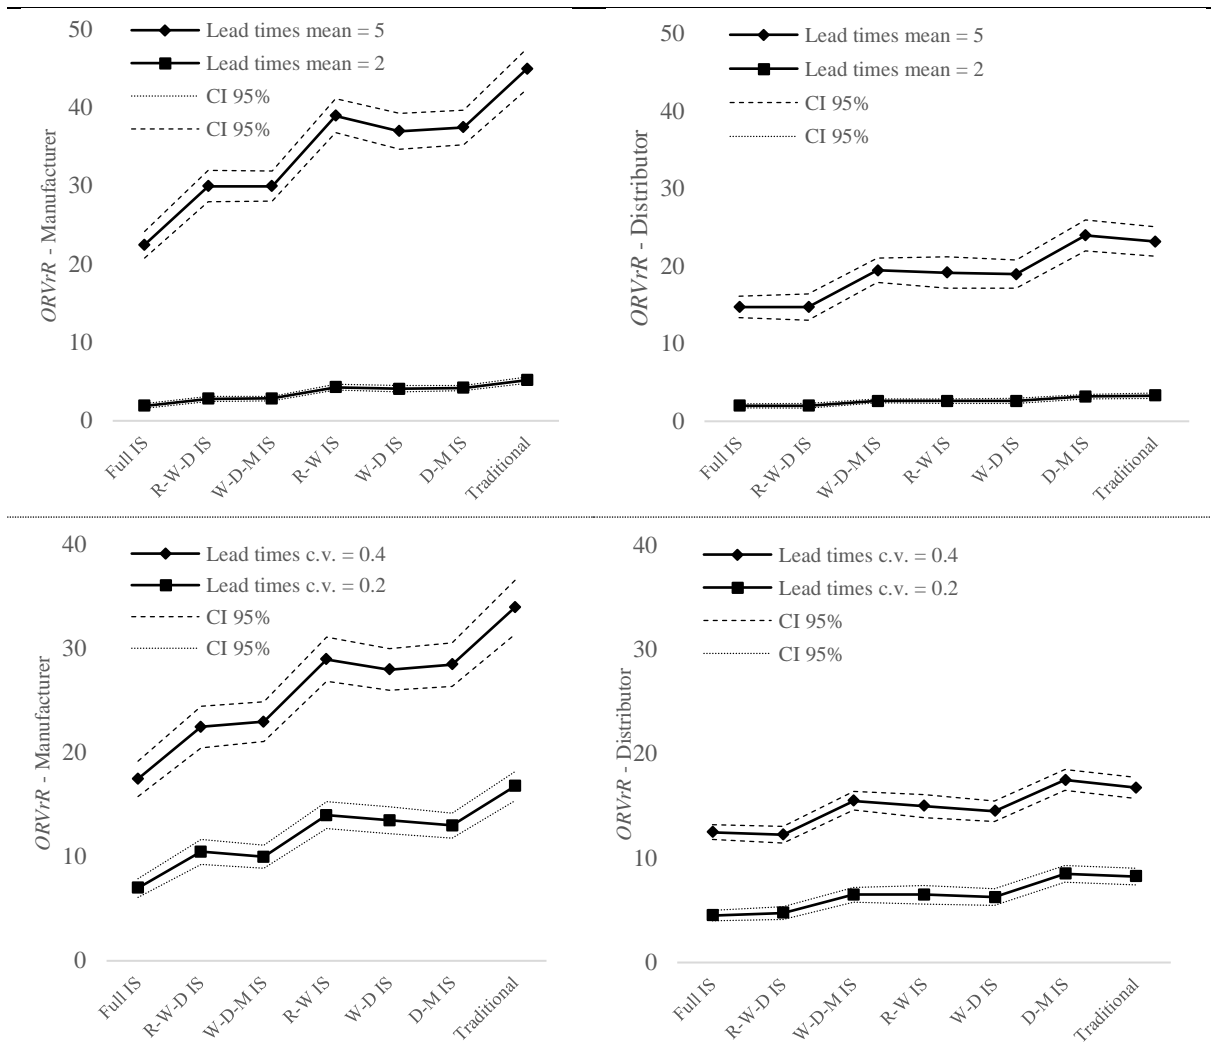 50
40
30
20
10
0
ORVrR - Manufacturer
Lead times mean = 5
Lead times mean = 2
CI 95%
CI 95%
Full IS
R-W-D IS
W-D-M IS
R-W IS
W-D IS
D-M IS
Traditional
50
40
30
20
10
0
ORVrR - Distributor
Lead times mean = 5
Lead times mean = 2
CI 95%
CI 95%
Full IS
R-W-D IS
W-D-M IS
R-W IS
W-D IS
D-M IS
Traditional
40
30
20
10
0
ORVrR - Manufacturer
Lead times c.v. = 0.4
Lead times c.v. = 0.2
CI 95%
CI 95%
Full IS
R-W-D IS
W-D-M IS
R-W IS
W-D IS
D-M IS
Traditional
40
30
20
10
0
ORVrR - Distributor
Lead times c.v. = 0.4
Lead times c.v. = 0.2
CI 95%
CI 95%
Full IS
R-W-D IS
W-D-M IS
R-W IS
W-D IS
D-M IS
Traditional